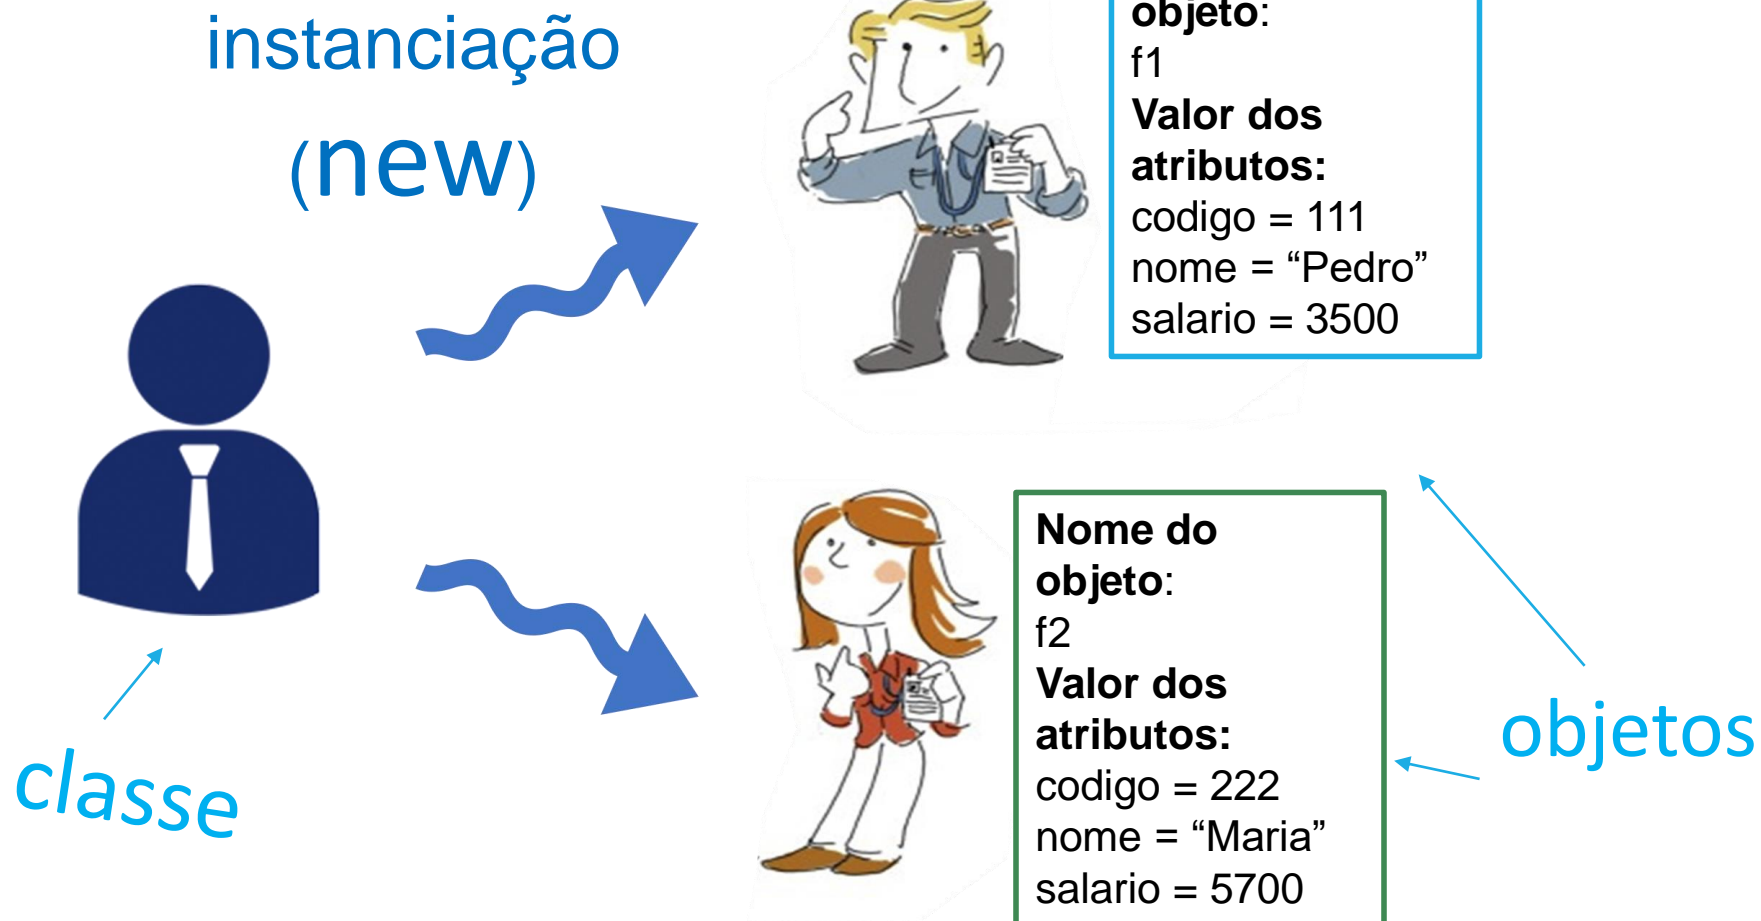 instanciação
(new)
objeto:
f1
Valor dos
atributos:
codigo = 111
nome = “Pedro”
salario = 3500
Nome do
objeto:
f2
Valor dos
atributos:
codigo = 222
nome = “Maria”
salario = 5700
classe
objetos